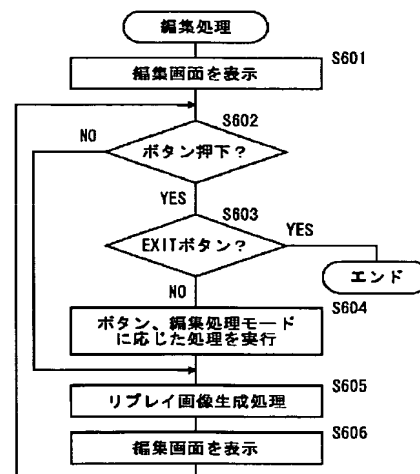 編集処理
S601
編集画面を表示
S602
NO
ボタン押下？
YES
S603
EXITボタン？
YES
エンド
NO
S604
ボタン、編集処理モード
に応じた処理を実行
S605
リプレイ画像生成処理
S606
編集画面を表示